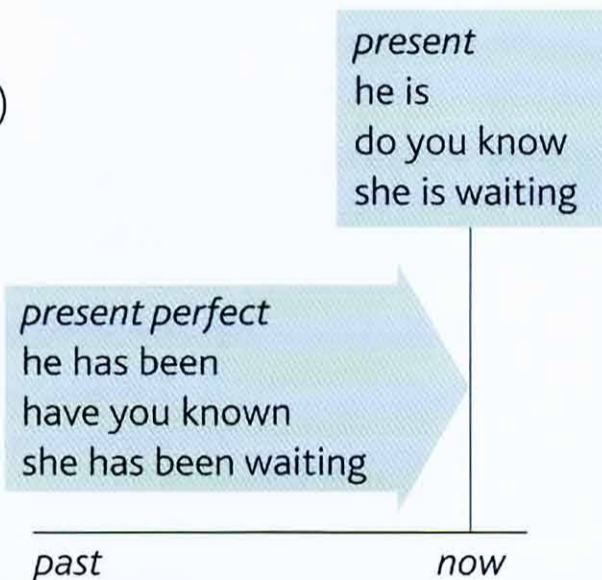 )
present
he is
do you know
she is waiting
present perfect
he has been
have you known
she has been waiting
past now